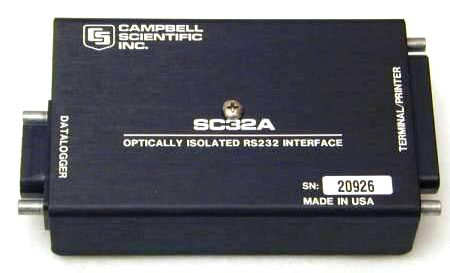 CAMPBELL
SCIENTIFIC
INC.
SC32A
OPTICALLY ISOLATED RS232 INTERFACE
DATALOGGER
TERMINAL/PRINTER
SN: 20926
MADE IN USA